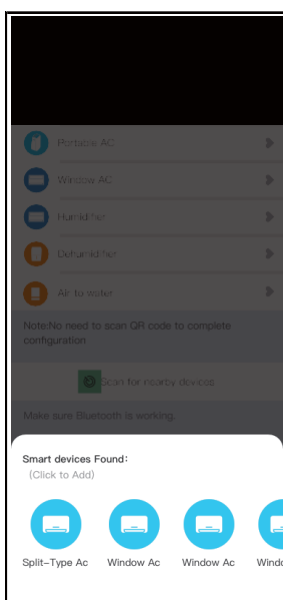 Portable AC
Window AC
Humidifier
Dehumidifier
Air to water
Note:No need to scan QR code to complete
configuration
Scan for nearby devices
Make sure Bluetooth is working.
Smart devices Found:
(Click to Add)
Split-Type Ac Window Ac Window Ac Windo